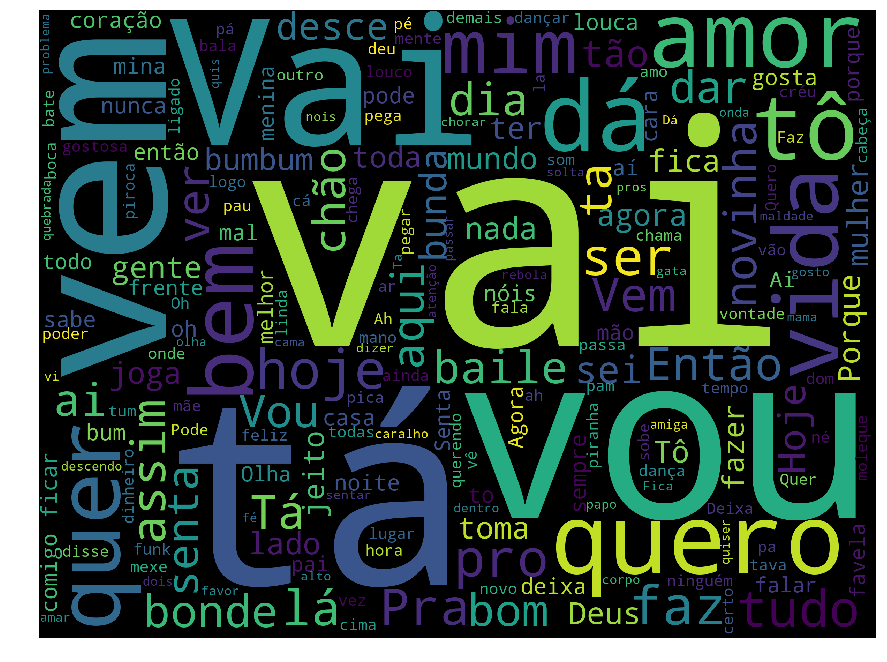 coração
pá
pé
demais
dançar
louca
amor
problema
vem
Vai
desce
mim
tão
porque
mina
bala
deu
mente
la
amo
gosta
créu
quis
outro
louco
dar
nunca
ligado
menina
pode
pega
dia
dá
cara
tô
onda
cabeça
bate
boca
gostosa
nois
chorar
ter
Dá
Faz
então
bumbum
toda
mundo
som
aí
fica
vida
mulher
quebrada
piroca
ver
logo
cá
chega
bunda
solta
ta
Quero
novinha
pau
chão
vai
pegar
passar
nada
pros
agora
maldade
todo
mal
Ta
atenção
rebola
ser
chama
vão
gosto
gente
bem
melhor
ar
aqui
gata
Ai
frente
Oh
linda
nóis
Vem
mão
vontade
mama
sabe
oh
Ah
fala
poder
olha
cama
mano
Porque
onde
dizer
passa
vi
joga
hoje
ainda
baile
sei
Então
ai
tum
mãe
pica
pam
tempo
dom
Vou
casa
Senta
ah
vou
Hoje
quer
assim
Pode
todas
caralho
Agora
bum
feliz
tá
querendo
piranha
amiga
sobe
fazer
né
moleque
jeito
vê
sempre
Tô
descendo
Olha
noite
sentar
dança
Quer
ficar
dinheiro
senta
Tá
fé
lugar
to
dentro
papo
Fica
comigo
disse
funk
lado
hora
toma
quero
Deixa
quiser
pa
favela
mexe
pai
pro
tava
dois
alto
corpo
ninguém
falar
amar
bonde
favor
lá
vez
Pra
novo
deixa
certo
cima
bom
Deus
faz
tudo